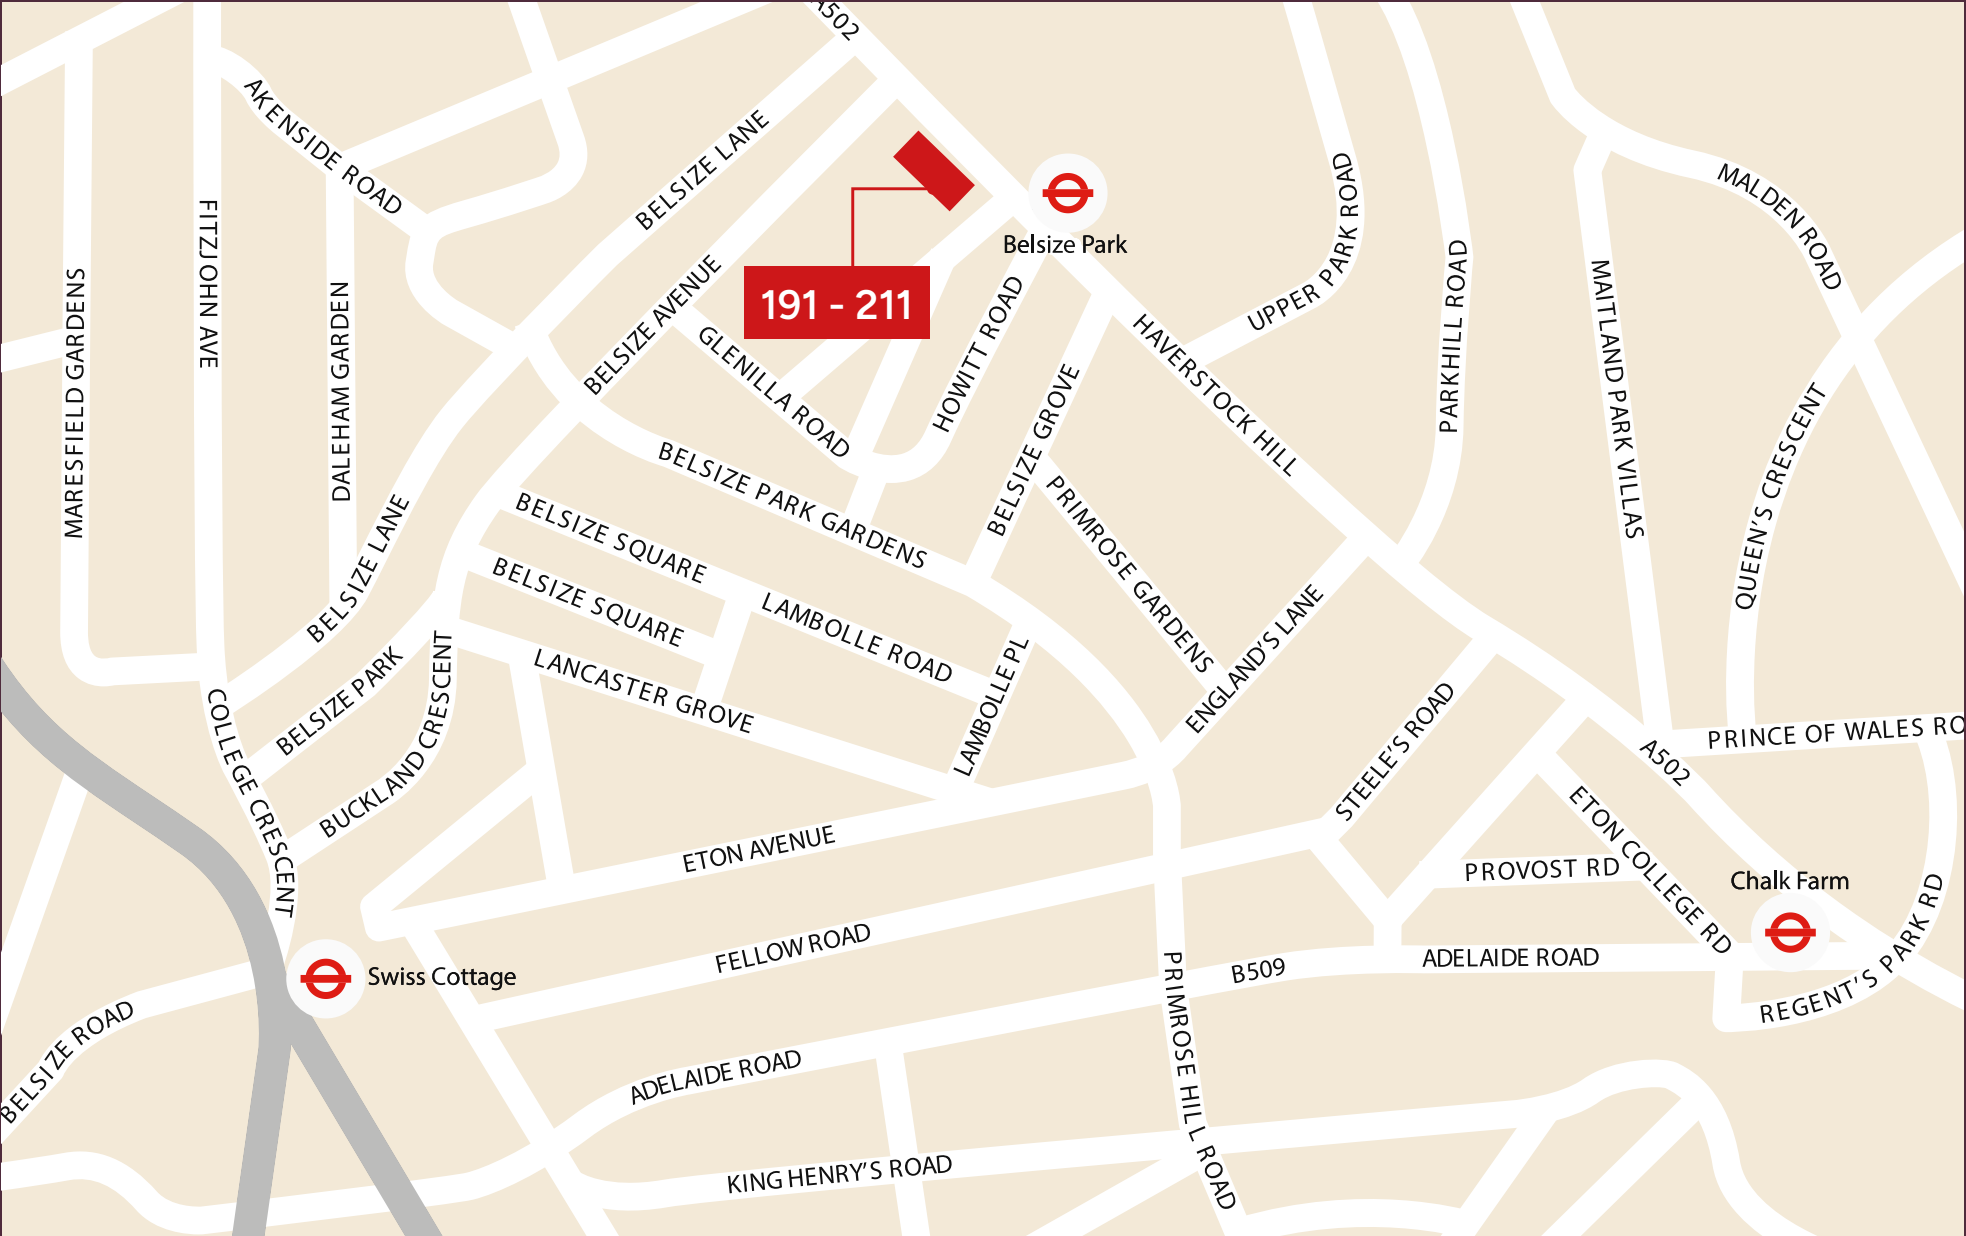 A502
AKENSIDE ROAD
BELSIZE LANE
MALDEN ROAD
UPPER PARK ROAD
FITZJOHN AVE
Belsize Park
191 - 211
MARESFIELD GARDENS
DALEHAM GARDEN
BELSIZE AVENUE
GLENILLA ROAD
HOWITT ROAD
HAVERSTOCK HILL
PARKHILL ROAD
MAITLAND PARK VILLAS
QUEEN'S CRESCENT
BELSIZE GROVE
BELSIZE PARK GARDENS
BELSIZE LANE
BELSIZE SQUARE
PRIMROSE GARDENS
BELSIZE SQUARE
LAMBOLLE ROAD
ENGLAND'S LANE
BELSIZE PARK
BUCKLAND CRESCENT
LANCASTER GROVE
LAMBOLLE PL
COLLEGE CRESCENT
STEELE'S ROAD
PRINCE OF WALES RO
A502
ETON AVENUE
ETON COLLEGE RD
PROVOST RD
Chalk Farm
FELLOW ROAD
B509
ADELAIDE ROAD
REGENT'S PARK RD
Swiss Cottage
BELSIZE ROAD
ADELAIDE ROAD
PRIMROSE HILL ROAD
KING HENRY'S ROAD